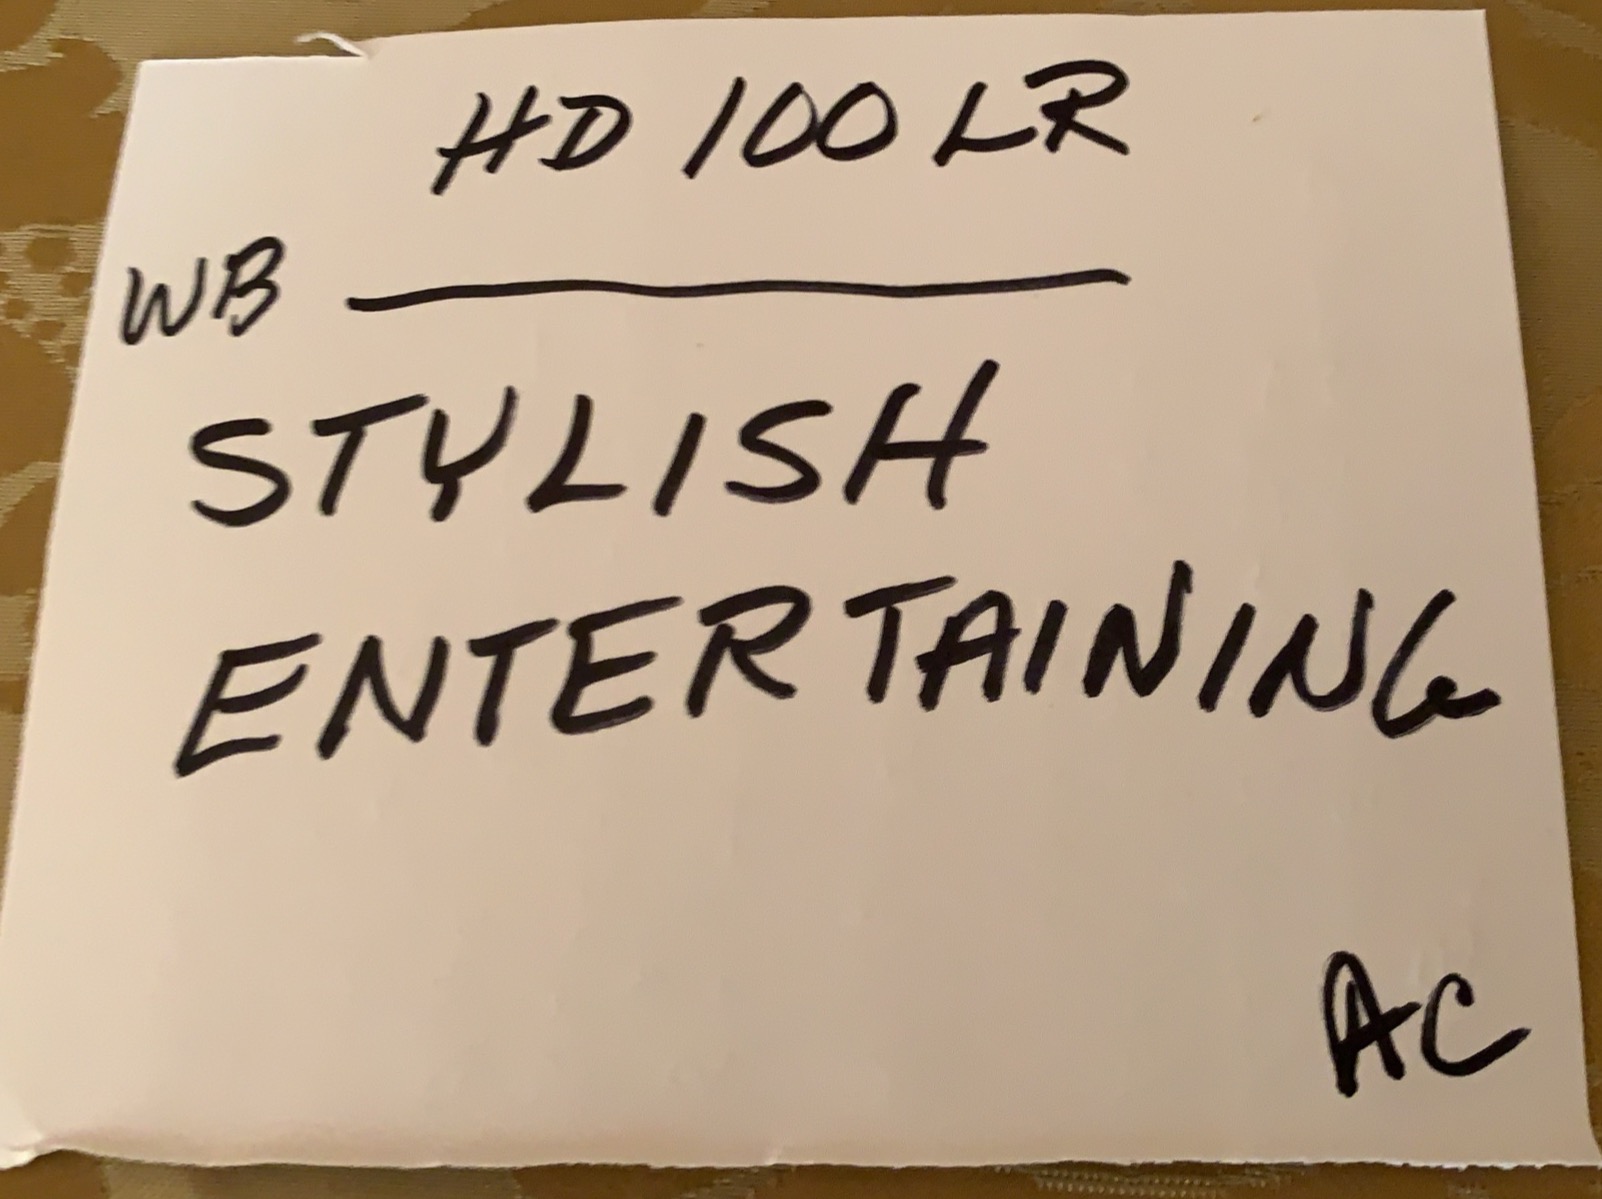 HD 100 LR
WB
STYLISH
ENTERTAINING
AC